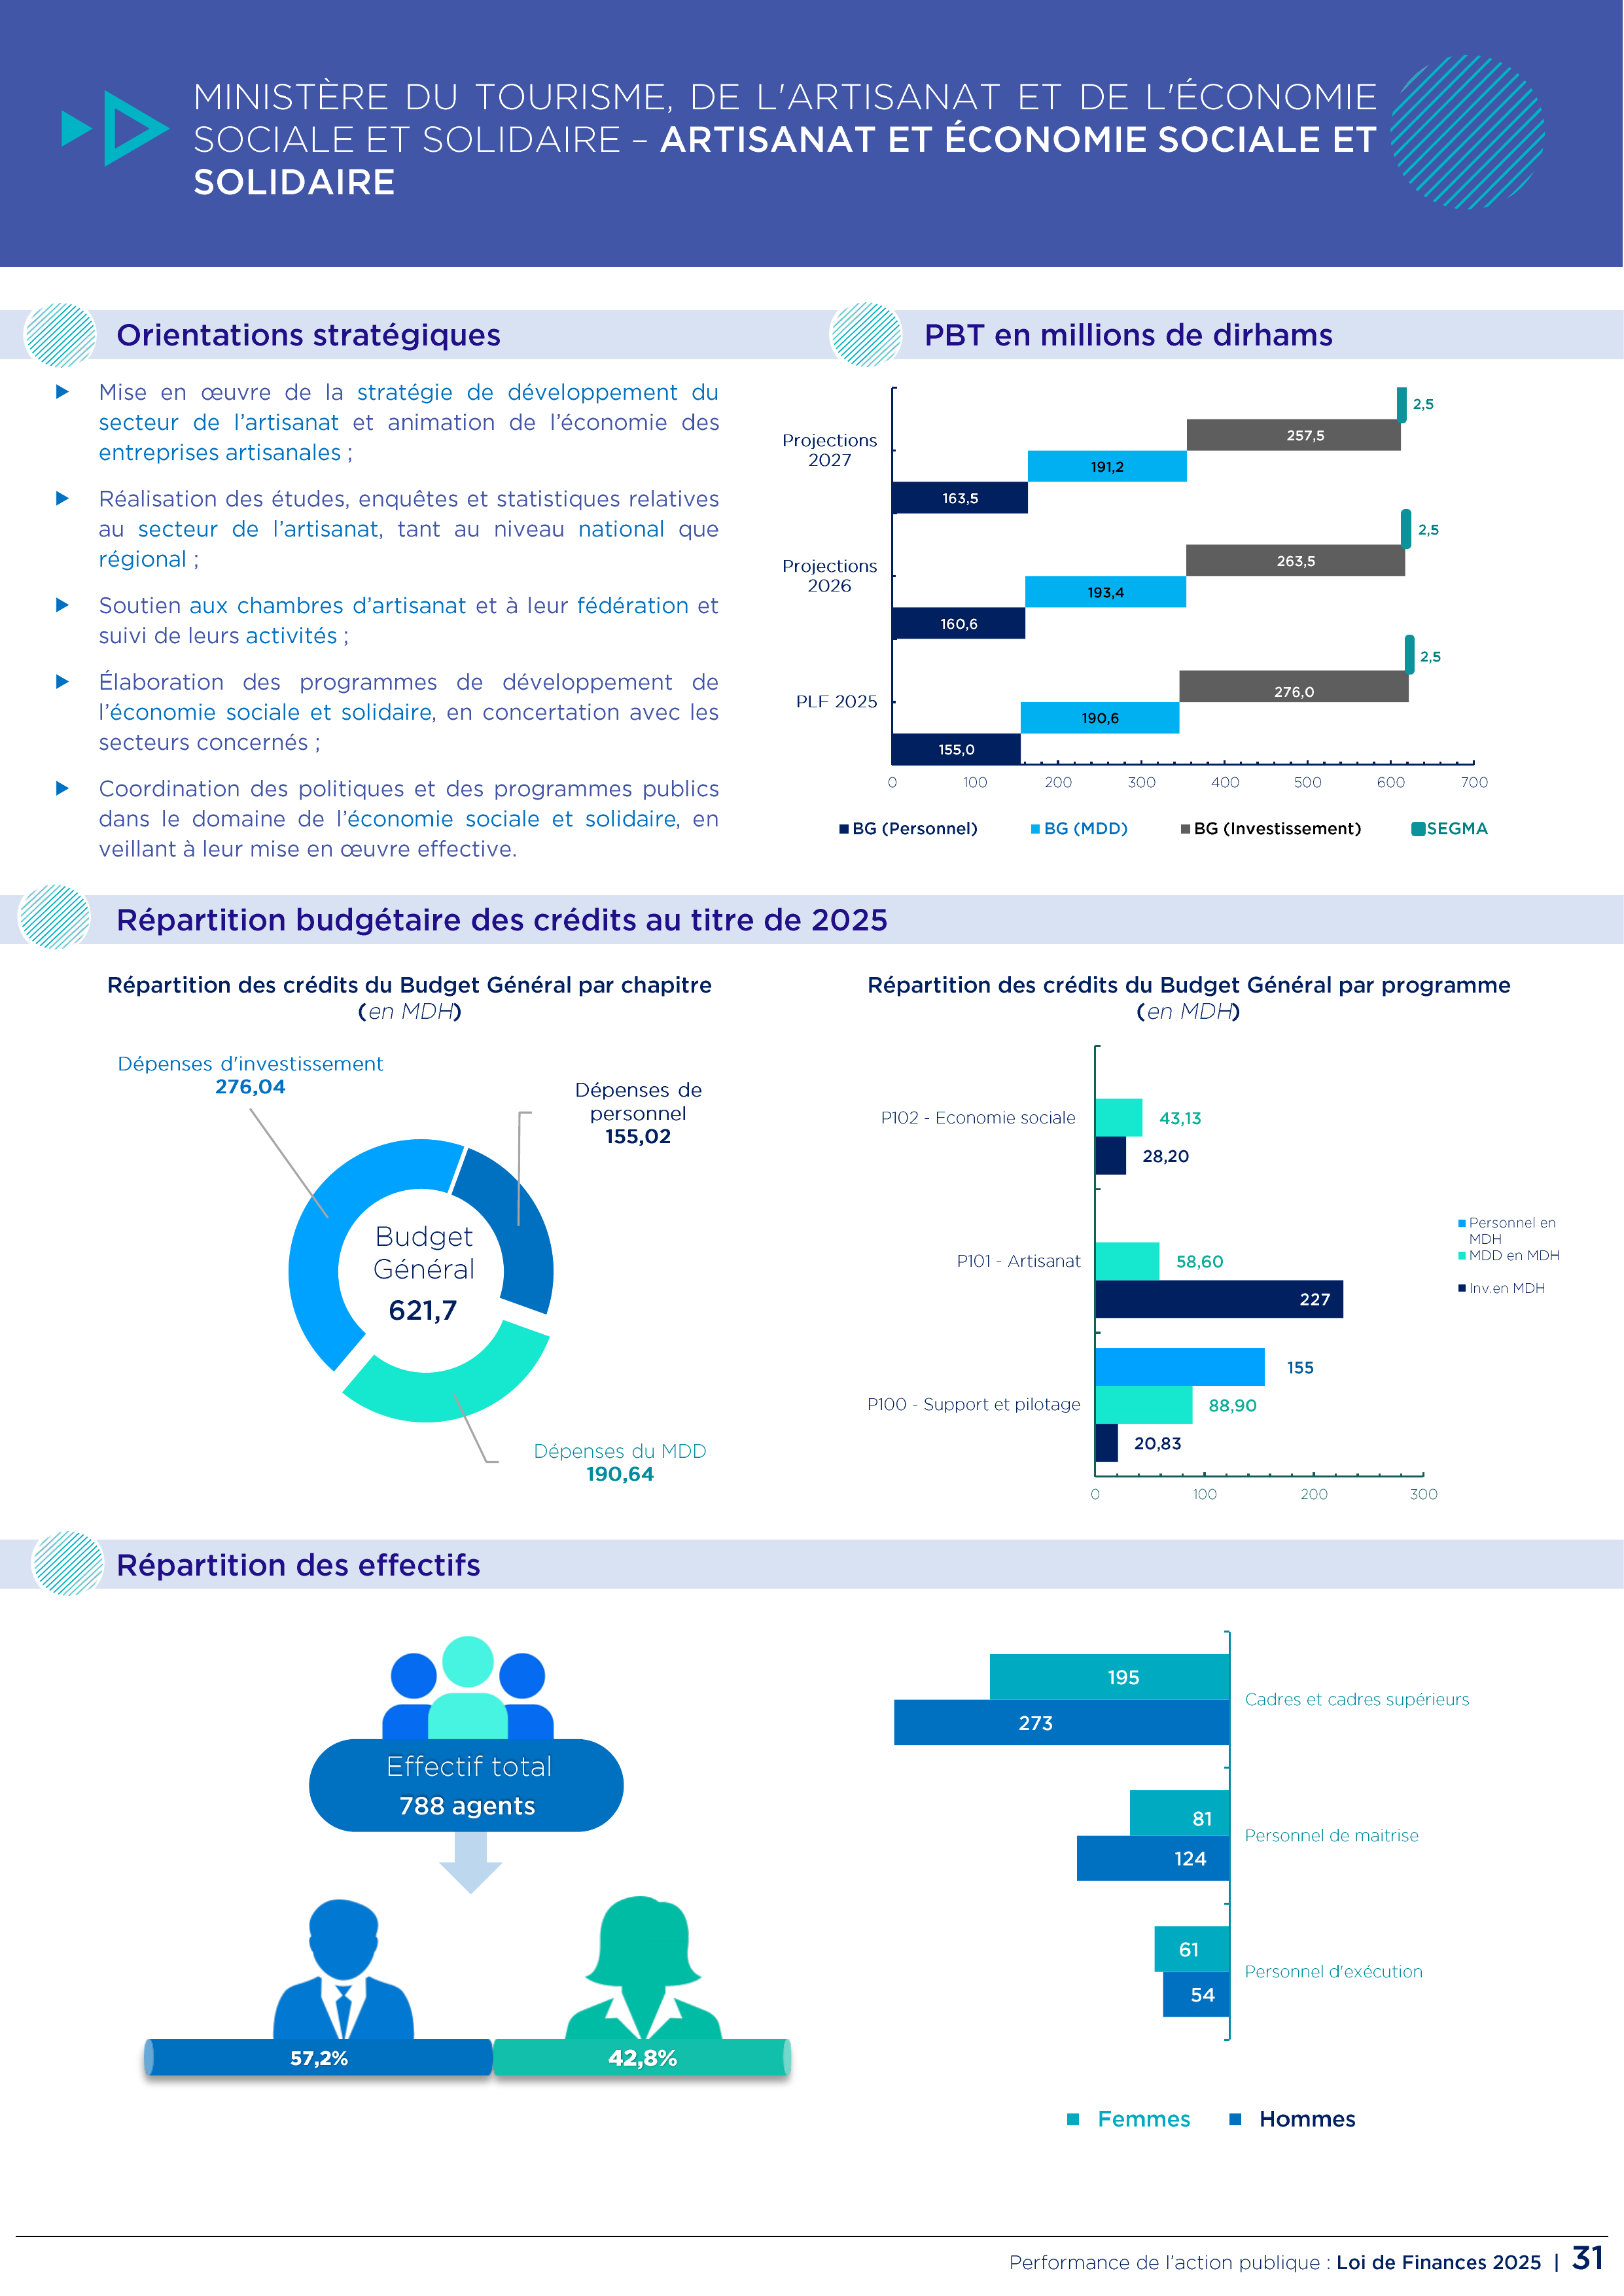 MINISTÈRE DU TOURISME, DE L'ARTISANAT ET DE L'ÉCONOMIE
SOCIALE ET SOLIDAIRE – ARTISANAT ET ÉCONOMIE SOCIALE ET
SOLIDAIRE
Orientations stratégiques
Mise en œuvre de la stratégie de développement du
secteur de l’artisanat et animation de l’économie des
entreprises artisanales ;
Réalisation des études, enquêtes et statistiques relatives
au secteur de l’artisanat, tant au niveau national que
régional ;
Soutien aux chambres d’artisanat et à leur fédération et
suivi de leurs activités ;
Élaboration des programmes de développement de
l’économie sociale et solidaire, en concertation avec les
secteurs concernés ;
Coordination des politiques et des programmes publics
dans le domaine de l’économie sociale et solidaire, en
veillant à leur mise en œuvre effective.
PBT en millions de dirhams
2,5
257,5
Projections
2027
191,2
163,5
2,5
263,5
Projections
2026
193,4
160,6
2,5
276,0
PLF 2025
190,6
155,0
0 100 200 300 400 500 600 700
BG (Personnel) BG (MDD) BG (Investissement) SEGMA
Répartition budgétaire des crédits au titre de 2025
Répartition des crédits du Budget Général par chapitre
(en MDH)
Dépenses d'investissement
276,04
Dépenses de
personnel
155,02
Budget
Général
621,7
Dépenses du MDD
190,64
Répartition des crédits du Budget Général par programme
(en MDH)
P102 - Economie sociale
43,13
28,20
P101 - Artisanat
58,60
227
P100 - Support et pilotage
155
88,90
20,83
0 100 200 300
Personnel en
MDH
MDD en MDH
Inv.en MDH
Répartition des effectifs
Effectif total
788 agents
57,2% 42,8%
195
273
Cadres et cadres supérieurs
81
124
Personnel de maitrise
61
54
Personnel d'exécution
Femmes Hommes
Performance de l’action publique : Loi de Finances 2025 | 31